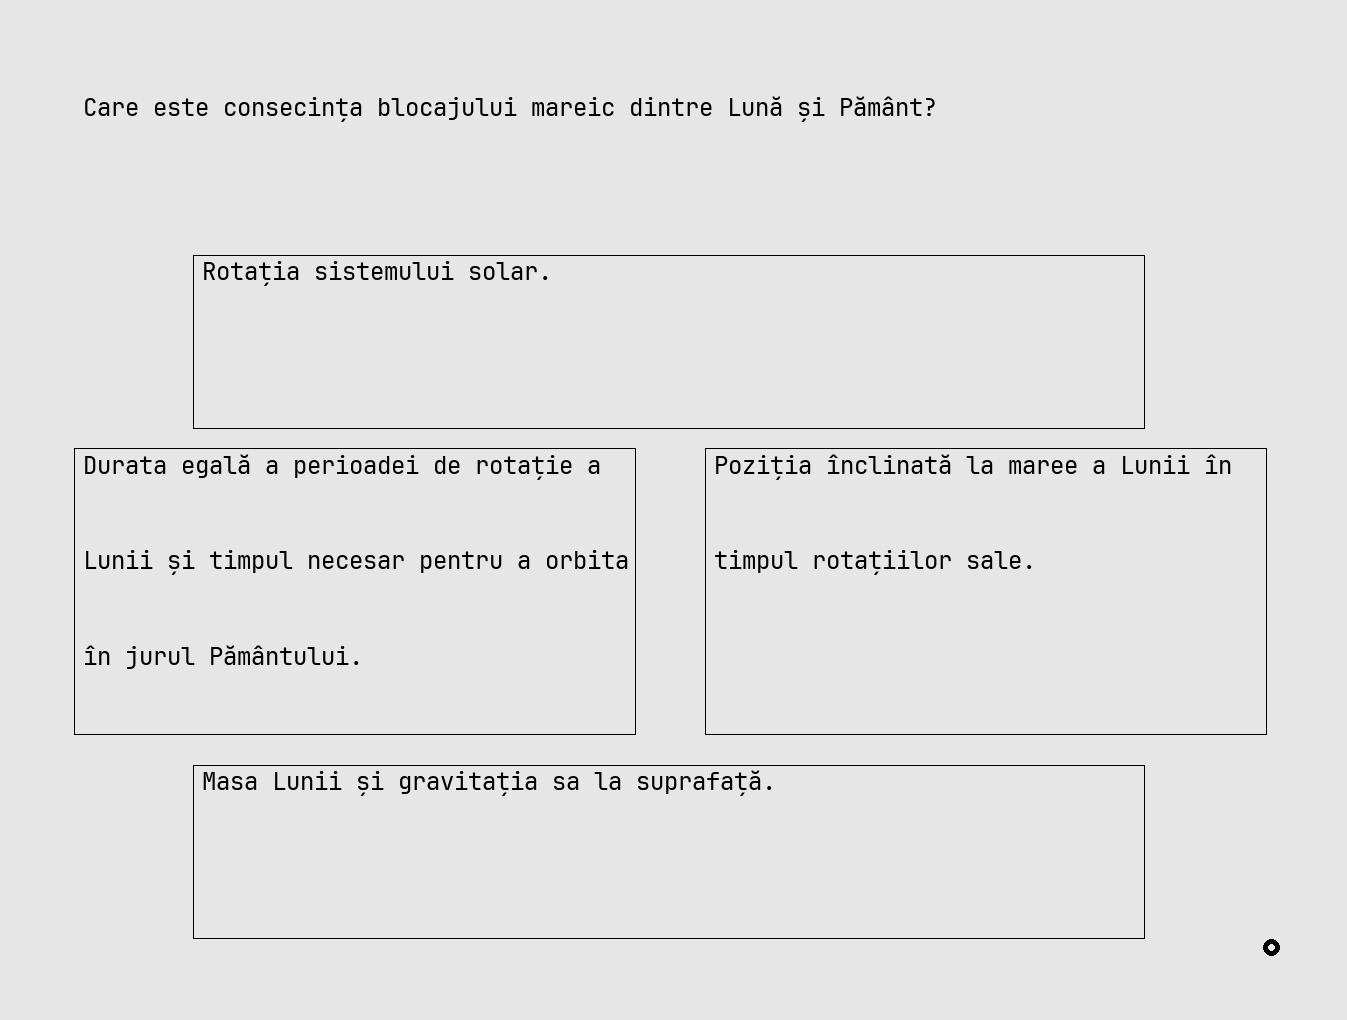 Care este consecința blocajului mareic dintre Lună și Pământ?
Rotația sistemului solar.
Durata egală a perioadei de rotație a
Lunii și timpul necesar pentru a orbita
în jurul Pământului.
Poziția înclinată la maree a Lunii în
timpul rotațiilor sale.
Masa Lunii și gravitația sa la suprafață.